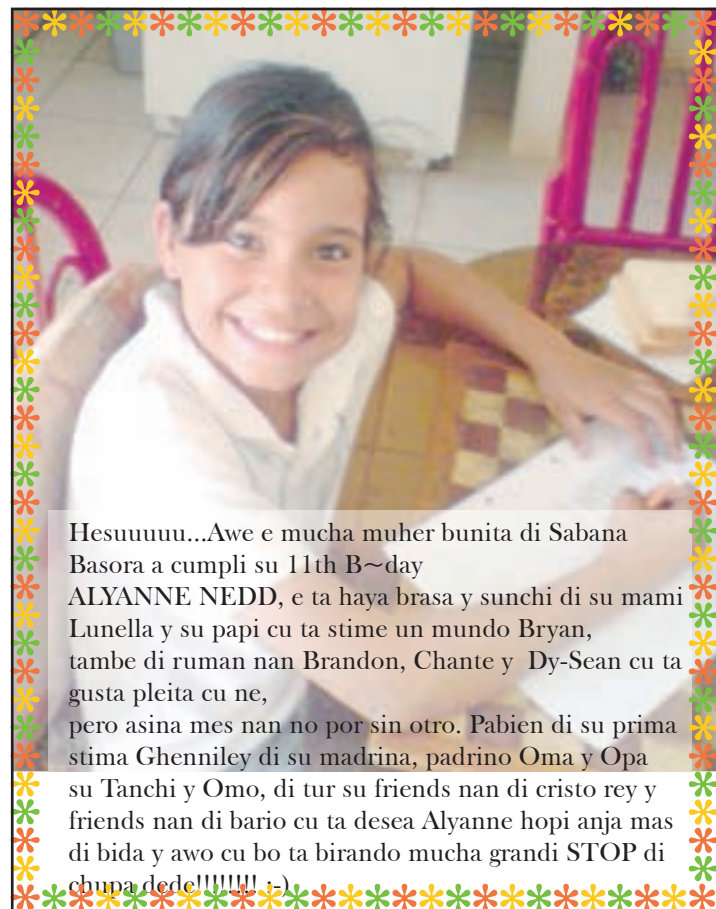 Hesuuuuu...Awe e mucha muher bunita di Sabana
Basora a cumpli su 11th B~day
ALYANNE NEDD, e ta haya brasa y sunchi di su mami
Lunella y su papi cu ta stime un mundo Bryan,
tambe di ruman nan Brandon, Chante y Dy-Sean cu ta
gusta pleita cu ne,
pero asina mes nan no por sin otro. Pabien di su prima
stima Ghenniley di su madrina, padrino Oma y Opa
su Tanchi y Omo, di tur su friends nan di cristo rey y
friends nan di bario cu ta desea Alyanne hopi anja mas
di bida y awo cu bo ta birando mucha grandi STOP di
chupa dede!!!!!!!!! :-)